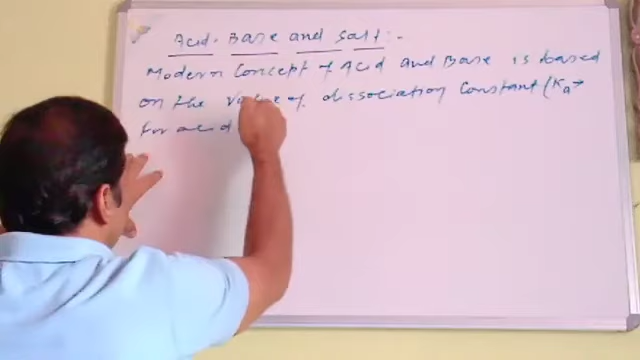 Acid. Base and Salt:-
Modern Concept of Acid and Base is based
on the value of dissociation Constant (Ka→
for acid